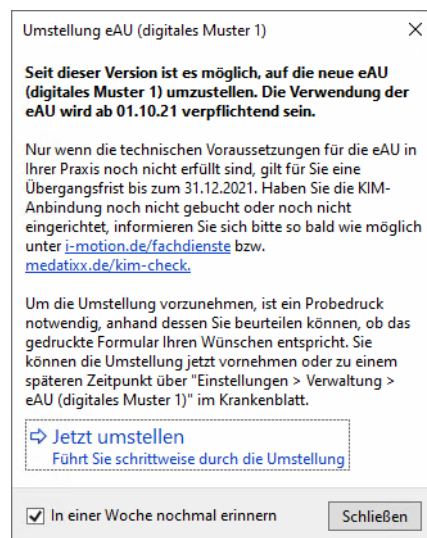 Umstellung eAU (digitales Muster 1)
Seit dieser Version ist es möglich, auf die neue eAU
(digitales Muster 1) umzustellen. Die Verwendung der
eAU wird ab 01.10.21 verpflichtend sein.
Nur wenn die technischen Voraussetzungen für die eAU in
Ihrer Praxis noch nicht erfüllt sind, gilt für Sie eine
Übergangsfrist bis zum 31.12.2021. Haben Sie die KIM-
Anbindung noch nicht gebucht oder noch nicht
eingerichtet, informieren Sie sich bitte so bald wie möglich
unter i-motion.de/fachdienste bzw.
medatixx.de/kim-check.
Um die Umstellung vorzunehmen, ist ein Probedruck
notwendig, anhand dessen Sie beurteilen können, ob das
gedruckte Formular Ihren Wünschen entspricht. Sie
können die Umstellung jetzt vornehmen oder zu einem
späteren Zeitpunkt über "Einstellungen > Verwaltung >
eAU (digitales Muster 1)" im Krankenblatt.
Jetzt umstellen
Führt Sie schrittweise durch die Umstellung
In einer Woche nochmal erinnern
Schließen